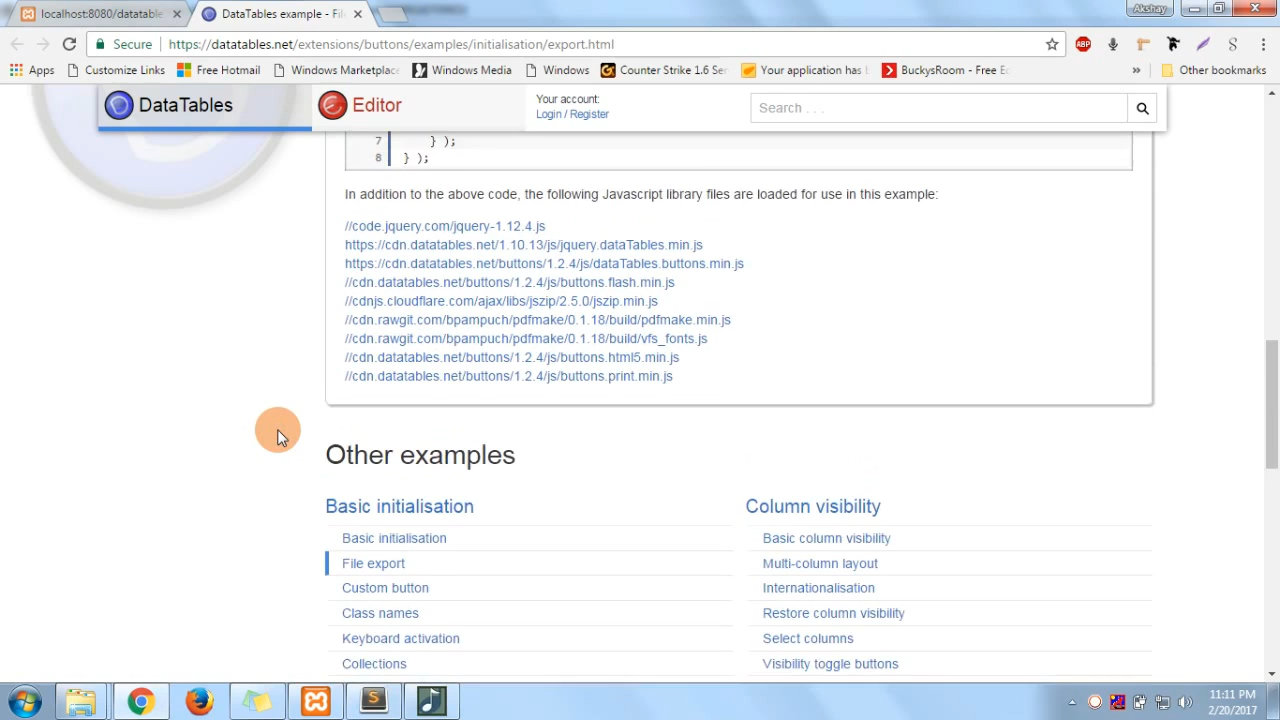 localhost:8080/datatable
DataTables example - Fil
Akshay
Secure
https://datatables.net/extensions/buttons/examples/initialisation/export.html
ABP
Apps
Customize Links
Free Hotmail
Windows Marketplace
Windows Media
Windows
Counter Strike 1.6 Ser
Your application has
BuckysRoom - Free E
»
Other bookmarks
DataTables
Editor
Your account:
Login / Register
Search . . .
7 } );
8 } );
In addition to the above code, the following Javascript library files are loaded for use in this example:
//code.jquery.com/jquery-1.12.4.js
https://cdn.datatables.net/1.10.13/js/jquery.dataTables.min.js
https://cdn.datatables.net/buttons/1.2.4/js/dataTables.buttons.min.js
//cdn.datatables.net/buttons/1.2.4/js/buttons.flash.min.js
//cdnjs.cloudflare.com/ajax/libs/jszip/2.5.0/jszip.min.js
//cdn.rawgit.com/bpampuch/pdfmake/0.1.18/build/pdfmake.min.js
//cdn.rawgit.com/bpampuch/pdfmake/0.1.18/build/vfs_fonts.js
//cdn.datatables.net/buttons/1.2.4/js/buttons.html5.min.js
//cdn.datatables.net/buttons/1.2.4/js/buttons.print.min.js
Other examples
Basic initialisation
Column visibility
Basic initialisation
Basic column visibility
File export
Multi-column layout
Custom button
Internationalisation
Class names
Restore column visibility
Keyboard activation
Select columns
Collections
Visibility toggle buttons
11:11 PM
2/20/2017